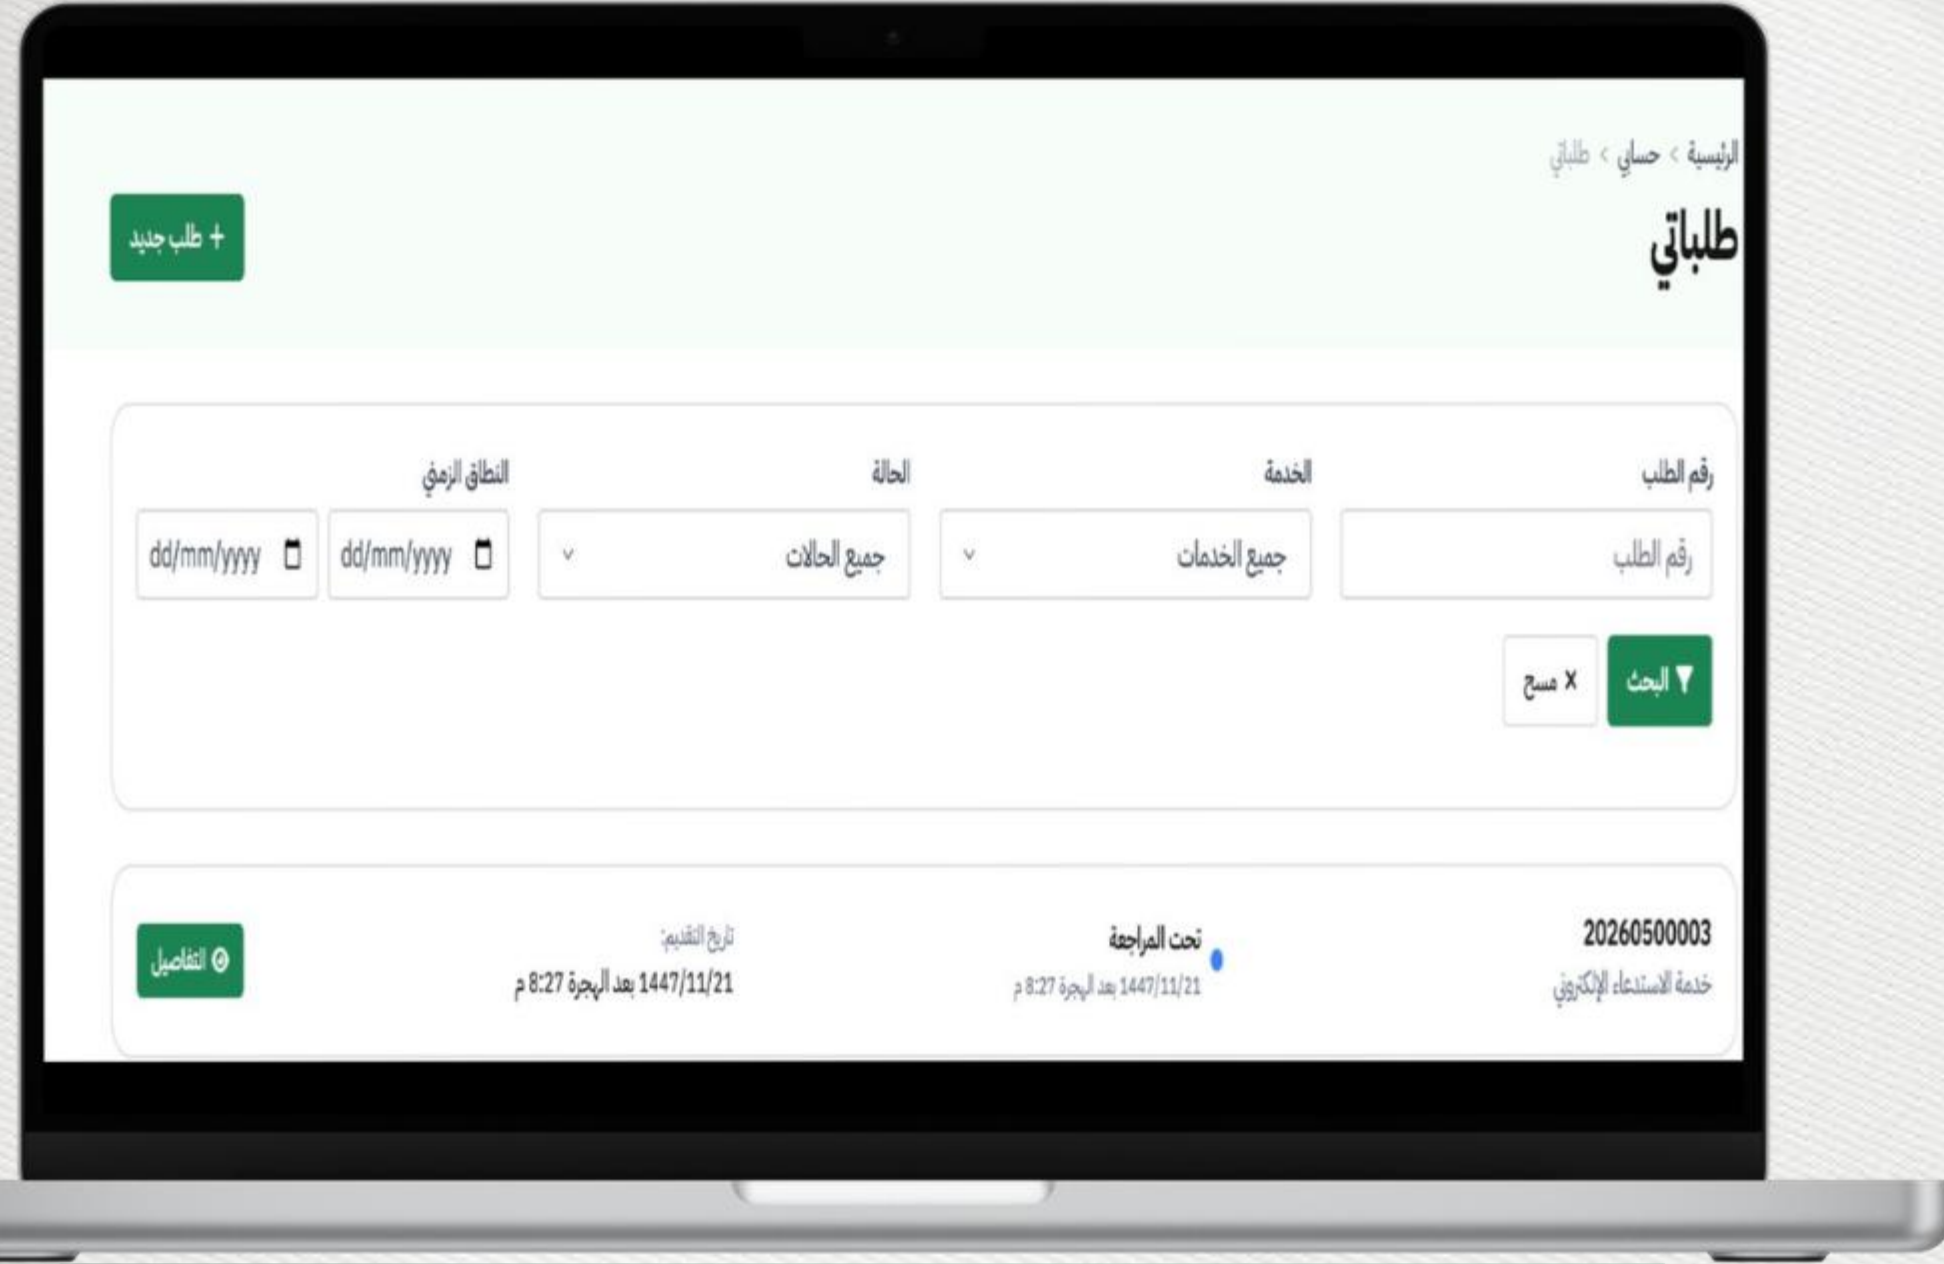 الرئيسية > حسابي > طلباتي
طلباتي
+ طلب جديد
رقم الطلب
رقم الطلب
الخدمة
جميع الخدمات
الحالة
جميع الحالات
النطاق الزمني
dd/mm/yyyy
dd/mm/yyyy
البحث
× مسح
20260500003
خدمة الاستدعاء الإلكتروني
تحت المراجعة
1447/11/21 بعد الهجرة 8:27 م
تاريخ التقديم:
1447/11/21 بعد الهجرة 8:27 م
التفاصيل